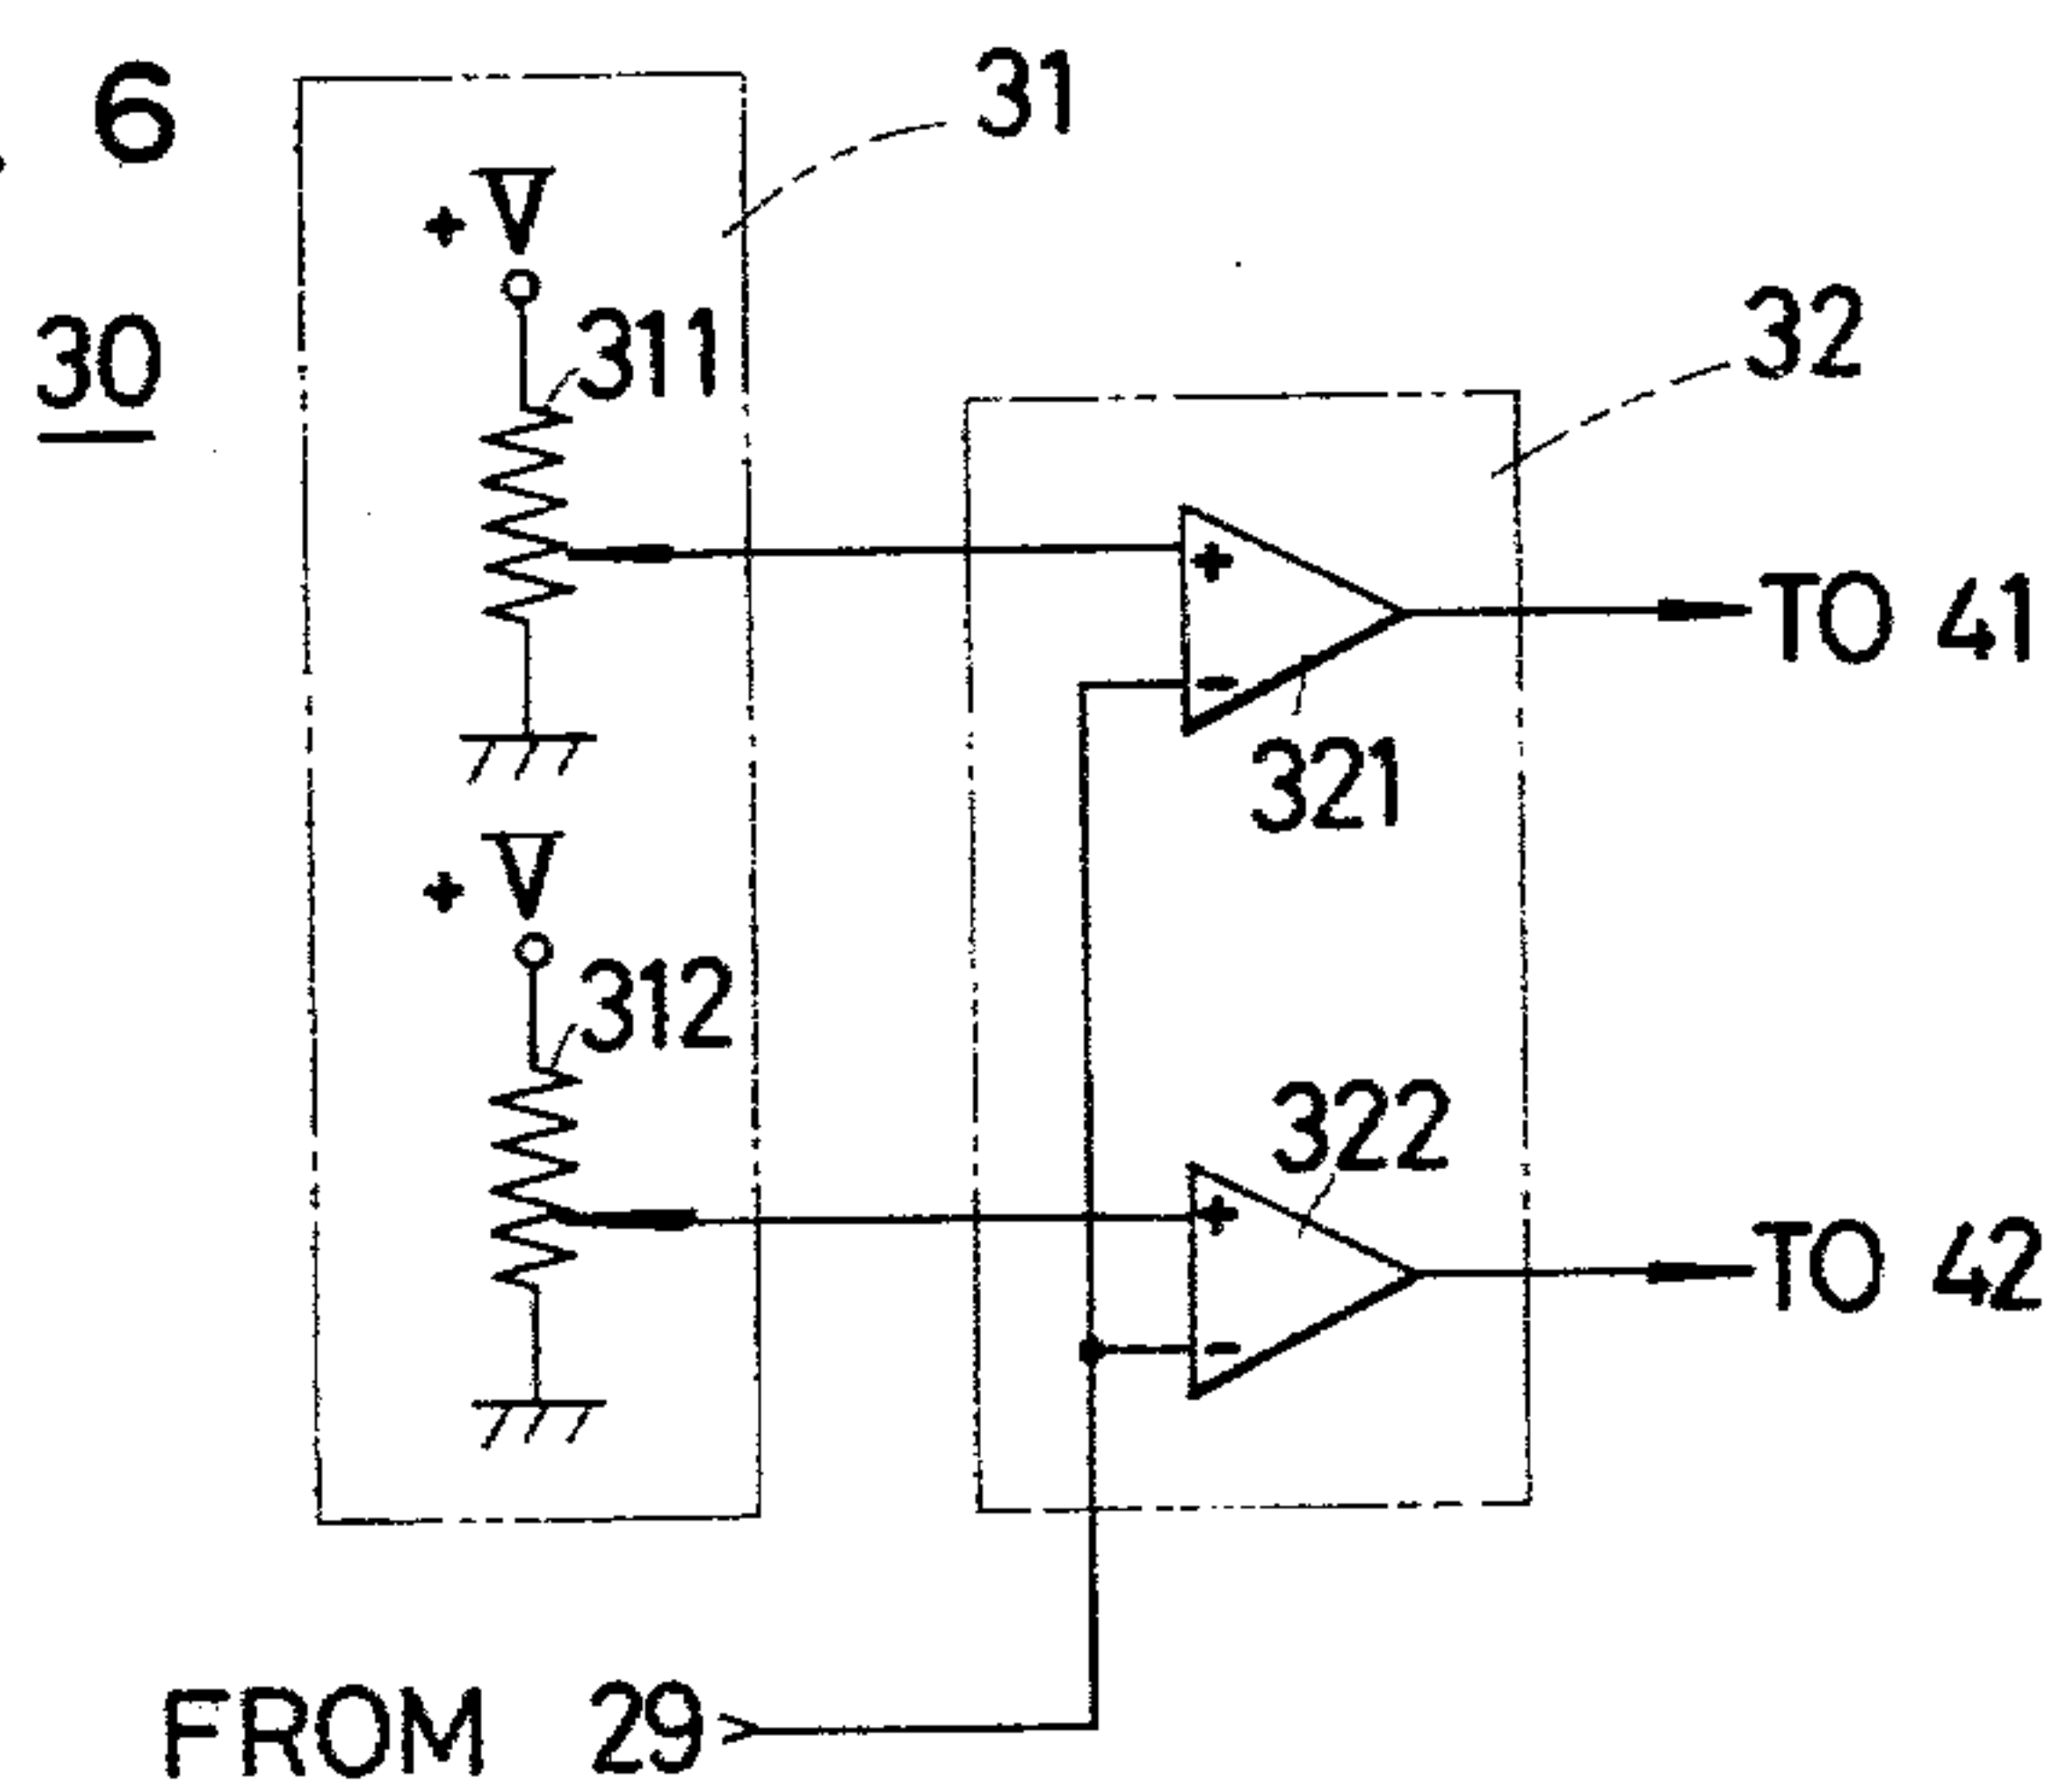 6
31
+ V
30
311
32
+
TO 41
-
321
+ V
312
322
+
TO 42
-
FROM 29